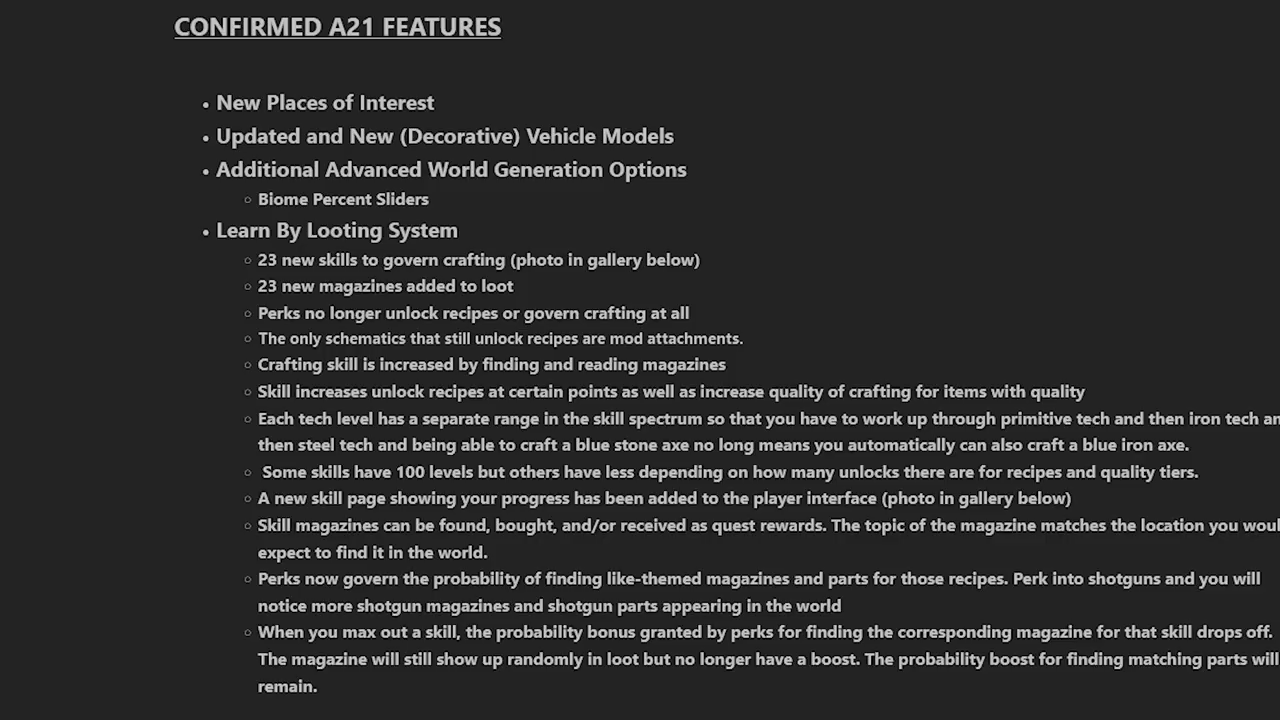 CONFIRMED A21 FEATURES
• New Places of Interest
• Updated and New (Decorative) Vehicle Models
• Additional Advanced World Generation Options
◦ Biome Percent Sliders
• Learn By Looting System
◦ 23 new skills to govern crafting (photo in gallery below)
◦ 23 new magazines added to loot
◦ Perks no longer unlock recipes or govern crafting at all
◦ The only schematics that still unlock recipes are mod attachments.
◦ Crafting skill is increased by finding and reading magazines
◦ Skill increases unlock recipes at certain points as well as increase quality of crafting for items with quality
◦ Each tech level has a separate range in the skill spectrum so that you have to work up through primitive tech and then iron tech an
then steel tech and being able to craft a blue stone axe no long means you automatically can also craft a blue iron axe.
◦ Some skills have 100 levels but others have less depending on how many unlocks there are for recipes and quality tiers.
◦ A new skill page showing your progress has been added to the player interface (photo in gallery below)
◦ Skill magazines can be found, bought, and/or received as quest rewards. The topic of the magazine matches the location you woul
expect to find it in the world.
◦ Perks now govern the probability of finding like-themed magazines and parts for those recipes. Perk into shotguns and you will
notice more shotgun magazines and shotgun parts appearing in the world
◦ When you max out a skill, the probability bonus granted by perks for finding the corresponding magazine for that skill drops off.
The magazine will still show up randomly in loot but no longer have a boost. The probability boost for finding matching parts will
remain.